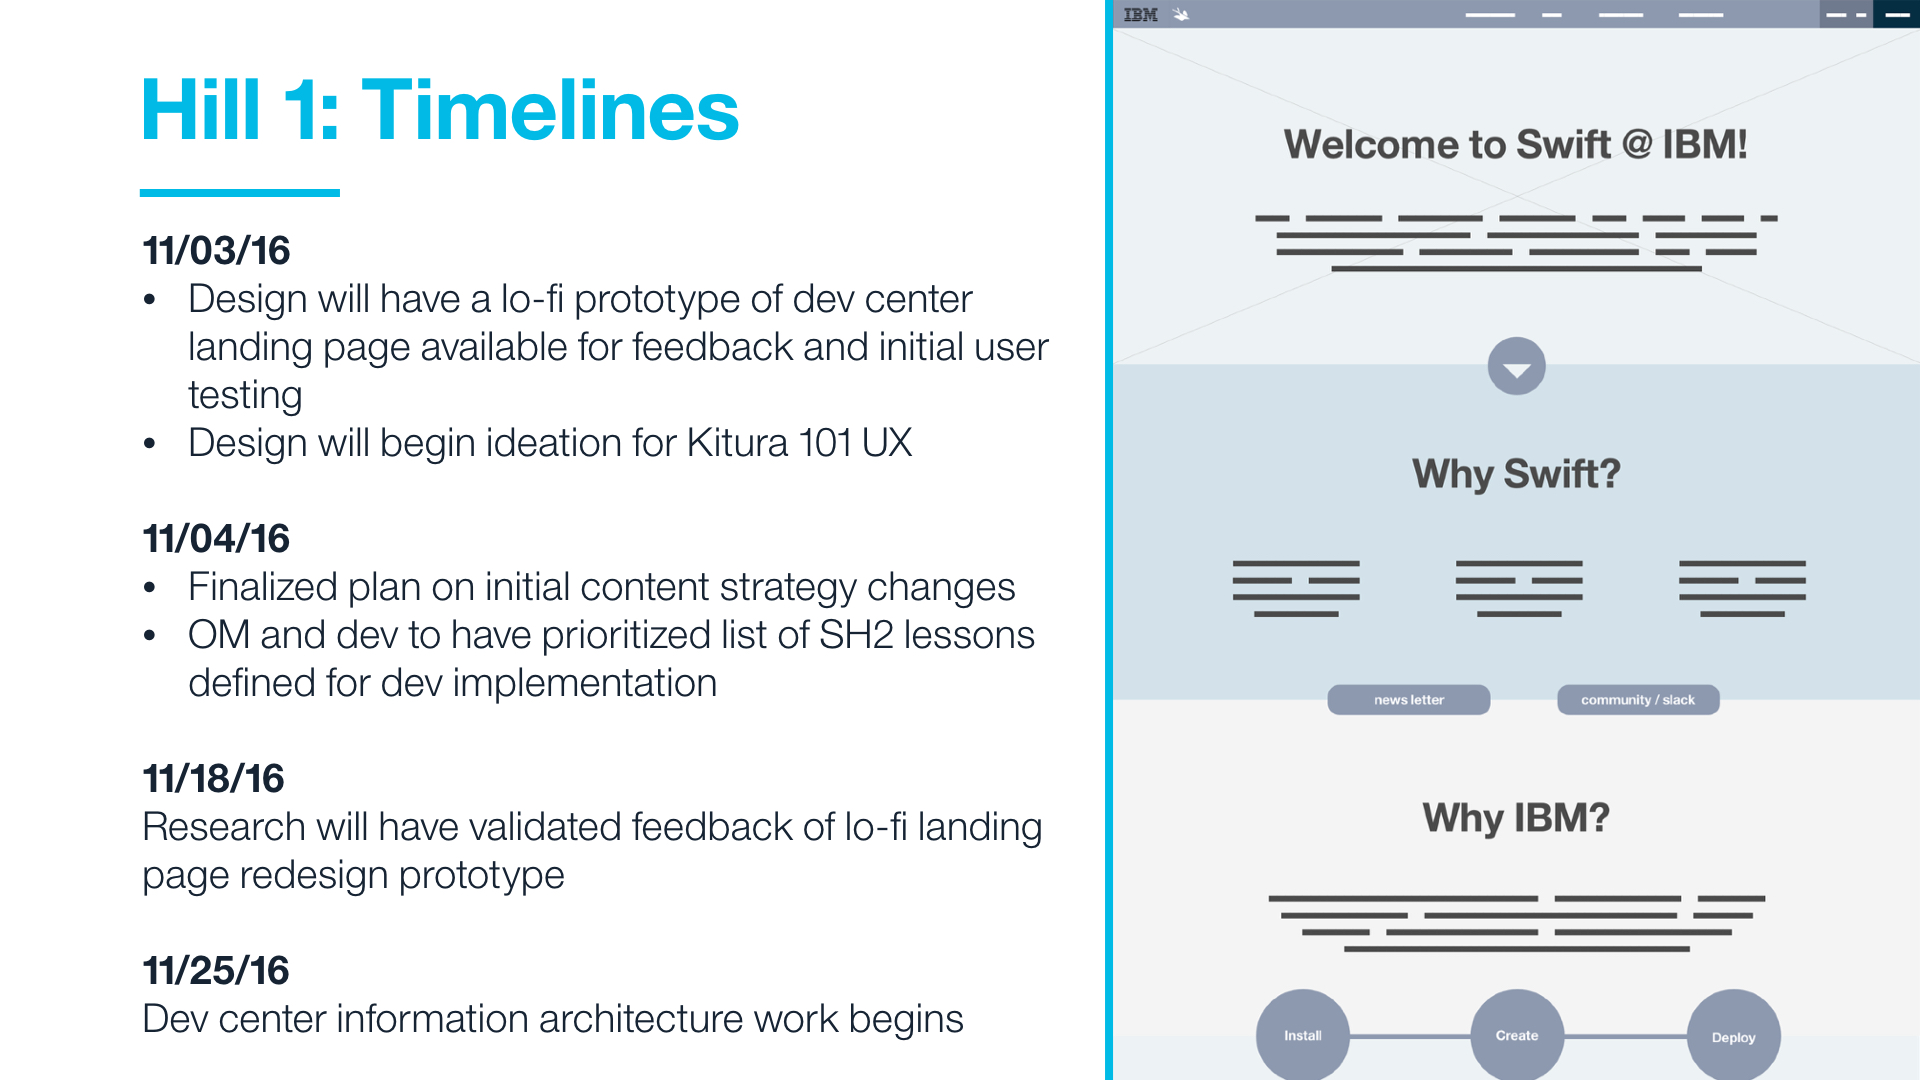 Hill 1: Timelines
11/03/16
• Design will have a lo-fi prototype of dev center
landing page available for feedback and initial user
testing
• Design will begin ideation for Kitura 101 UX
11/04/16
• Finalized plan on initial content strategy changes
• OM and dev to have prioritized list of SH2 lessons
defined for dev implementation
11/18/16
Research will have validated feedback of lo-fi landing
page redesign prototype
11/25/16
Dev center information architecture work begins
IBM
Welcome to Swift @ IBM!
Why Swift?
news letter
community / slack
Why IBM?
Install
Create
Deploy